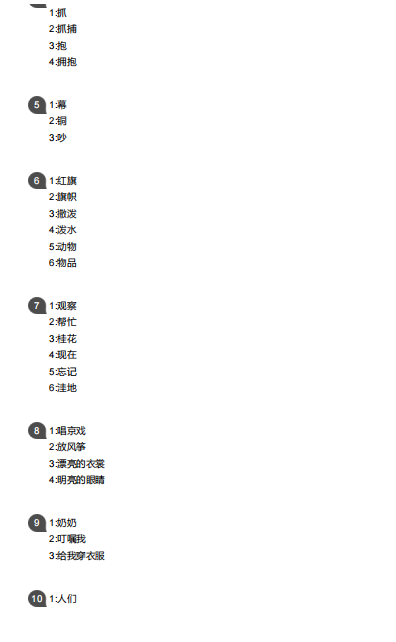 1:抓
2:抓捕
3:抱
4:拥抱
5 1:幕
2:铜
3:吵
6 1:红旗
2:旗帜
3:撒泼
4:泼水
5:动物
6:物品
7 1:观察
2:帮忙
3:桂花
4:现在
5:忘记
6:洼地
8 1:唱京戏
2:放风筝
3:漂亮的衣裳
4:明亮的眼睛
9 1:奶奶
2:叮嘱我
3:给我穿衣服
10 1:人们